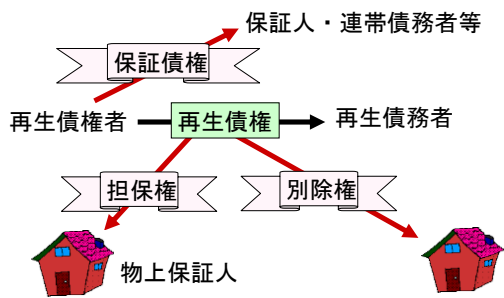 保証人・連帯債務者等
保証債権
再生債権者
再生債権
再生債務者
担保権
別除権
物上保証人